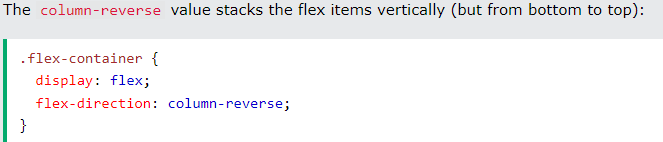 The column-reverse value stacks the flex items vertically (but from bottom to top):
.flex-container {
  display: flex;
  flex-direction: column-reverse;
}